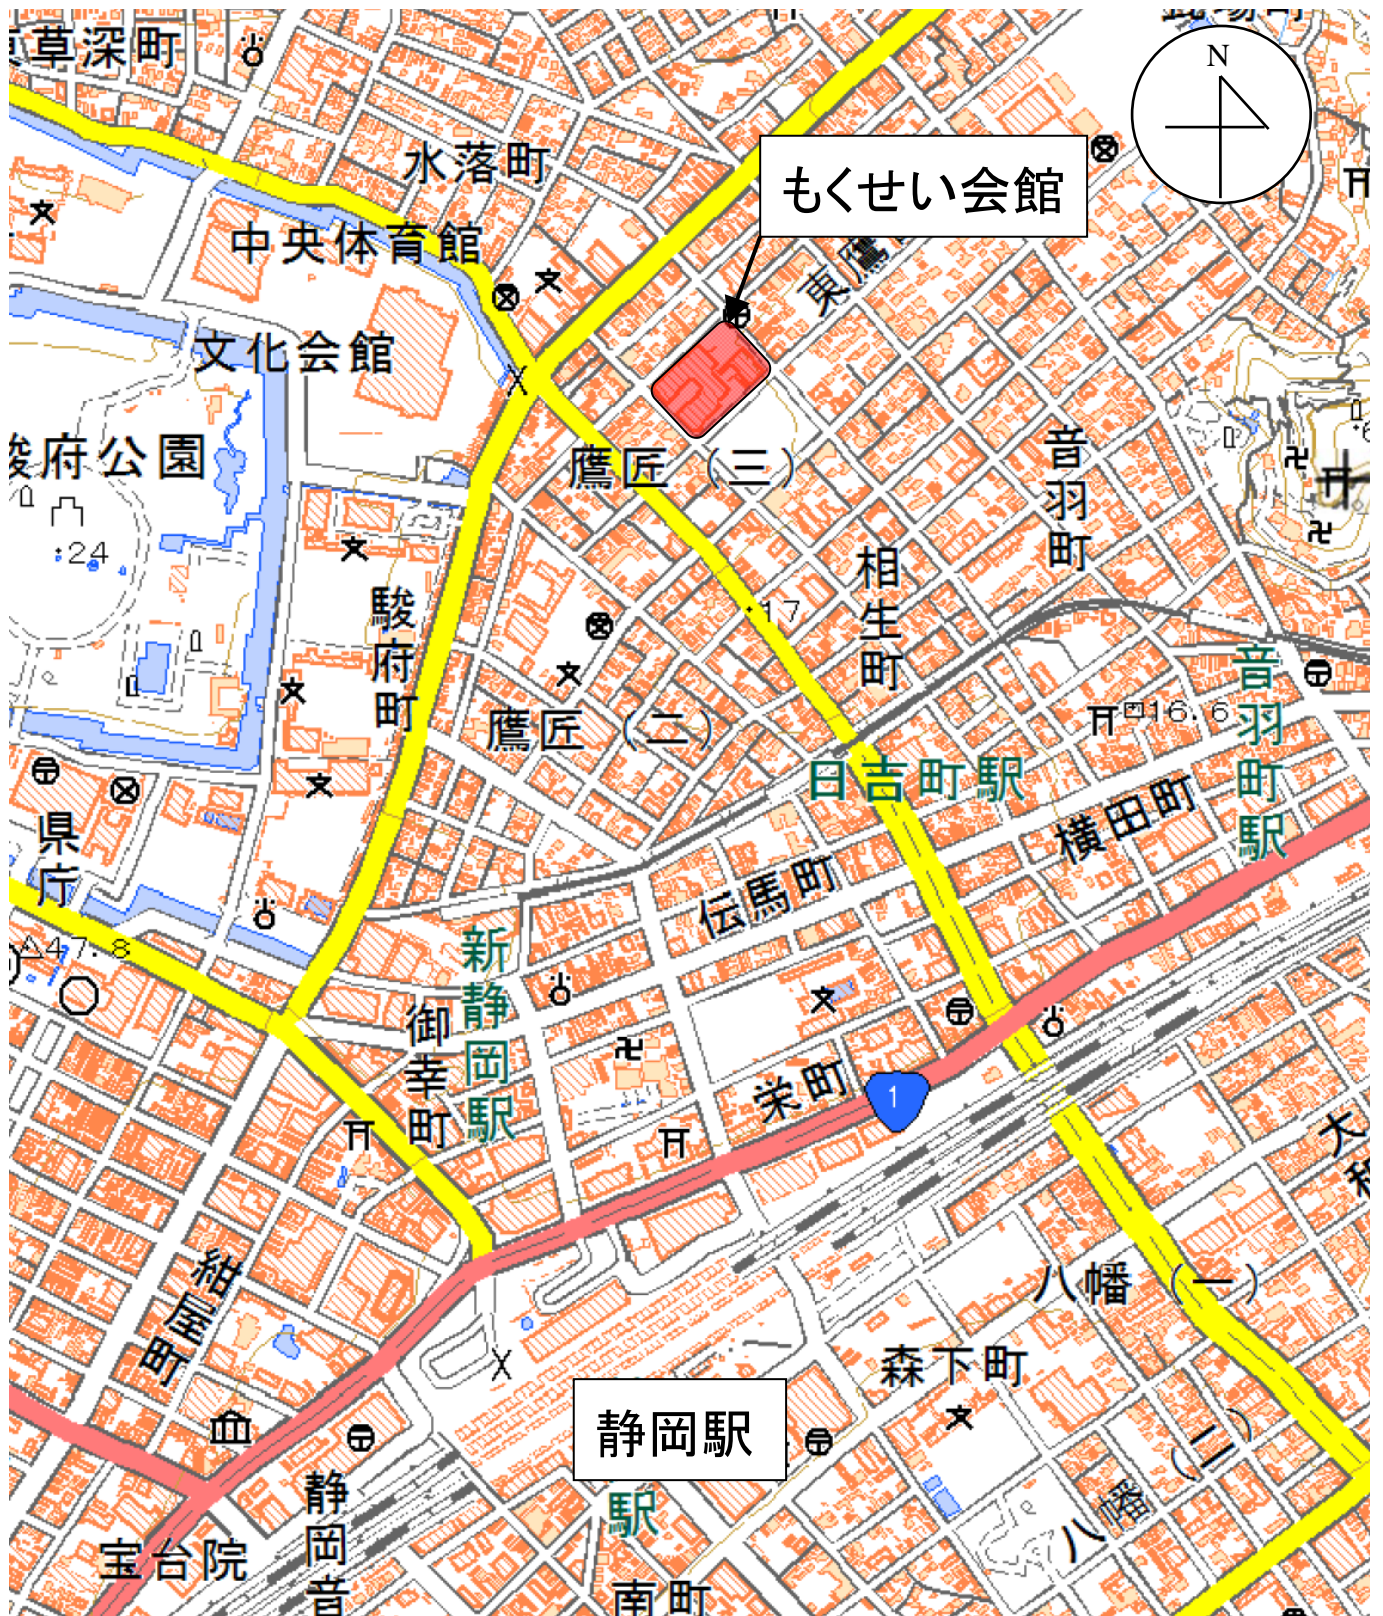 草深町
N
水落町
もくせい会館
中央体育館
東鷹
文化会館
府公園
鷹匠（三）
音羽町
24
相生町
17
駿府町
鷹匠（二）
音羽町駅
16.6
日吉町駅
横田町
県庁
伝馬町
新静岡駅
47.8
御幸町
栄町
1
大
紺屋町
八幡（一）
森下町
静岡駅
八幡（二）
駅
静岡音
宝台院
南町